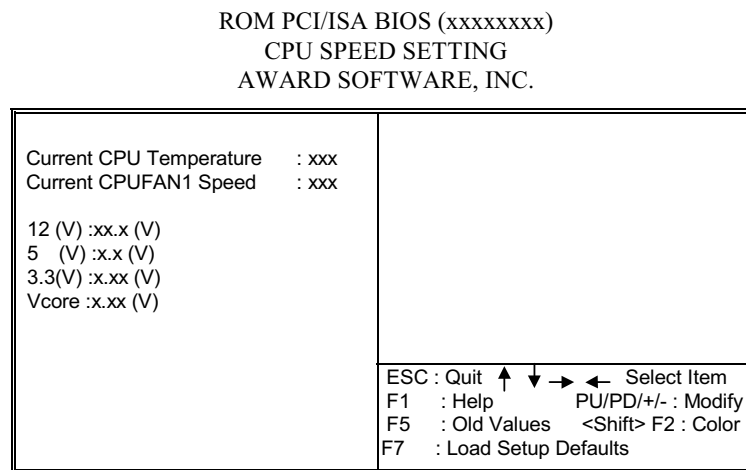 ROM PCI/ISA BIOS (xxxxxxxx)
CPU SPEED SETTING
AWARD SOFTWARE, INC.
Current CPU Temperature : xxx
Current CPUFAN1 Speed : xxx
12 (V) :xx.x (V)
5 (V) :x.x (V)
3.3(V) :x.xx (V)
Vcore :x.xx (V)
ESC : Quit ↑ ↓ → ← Select Item
F1 : Help PU/PD/+/- : Modify
F5 : Old Values <Shift> F2 : Color
F7 : Load Setup Defaults